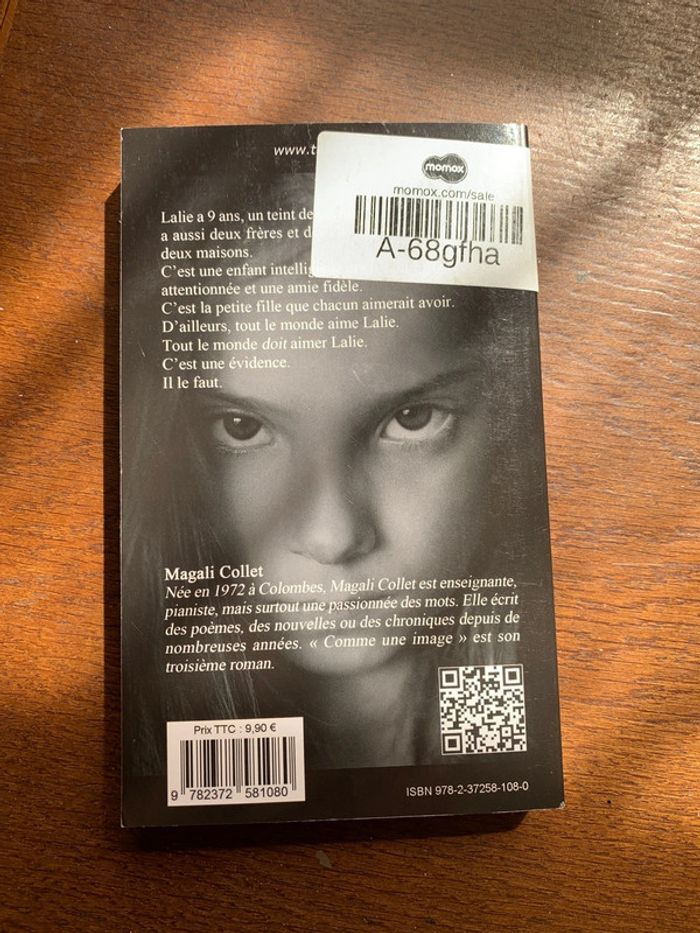 www.t
momox
momox.com/sale
A-68gfha
Lalie a 9 ans, un teint de
a aussi deux frères et
deux maisons.
C'est une enfant
attentionnée et une amie fidèle.
C'est la petite fille que chacun aimerait avoir.
D'ailleurs, tout le monde aime Lalie.
Tout le monde doit aimer Lalie.
C'est une évidence.
Il le faut.
Magali Collet
Née en 1972 à Colombes, Magali Collet est enseignante,
pianiste, mais surtout une passionnée des mots. Elle écrit
des poèmes, des nouvelles ou des chroniques depuis de
nombreuses années. « Comme une image » est son
troisième roman.
Prix TTC : 9,90 €
9 782372 581080
ISBN 978-2-37258-108-0